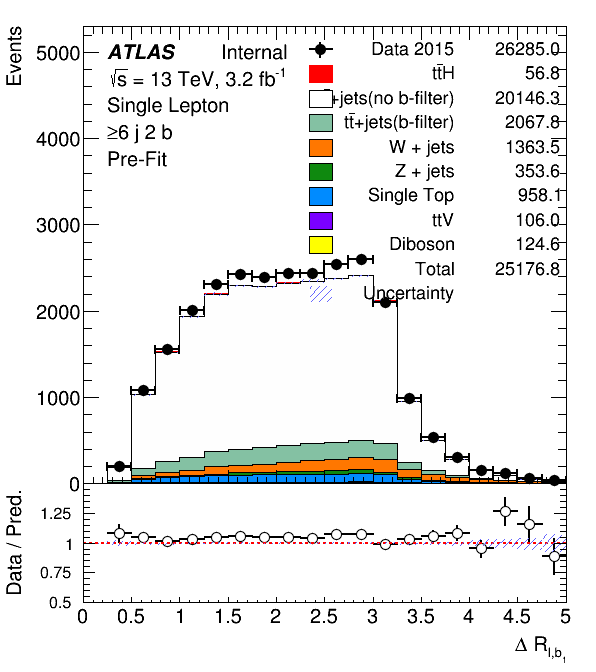 Events
5000
4000
3000
2000
1000
0
ATLAS Internal
√s = 13 TeV, 3.2 fb-1
Single Lepton
≥6 j 2 b
Pre-Fit
Data 2015 26285.0
tt̄H 56.8
+jets(no b-filter) 20146.3
tt̄+jets(b-filter) 2067.8
W + jets 1363.5
Z + jets 353.6
Single Top 958.1
ttV 106.0
Diboson 124.6
Total 25176.8
Uncertainty
Data / Pred.
1.25
1
0.75
0.5
0 0.5 1 1.5 2 2.5 3 3.5 4 4.5 5
Δ Rl,b1